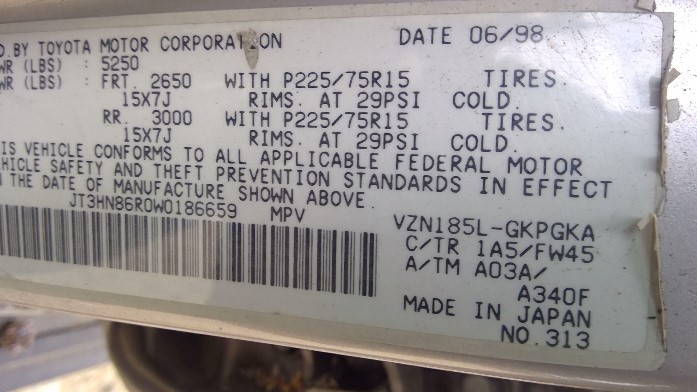 D. BY TOYOTA MOTOR CORPORATION DATE 06/98
WR (LBS) : 5250
WR (LBS) : FRT. 2650 WITH P225/75R15 TIRES.
15X7J RIMS. AT 29PSI COLD.
RR. 3000 WITH P225/75R15 TIRES.
15X7J RIMS. AT 29PSI COLD.
IS VEHICLE CONFORMS TO ALL APPLICABLE FEDERAL MOTOR
EHICLE SAFETY AND THEFT PREVENTION STANDARDS IN EFFECT
N THE DATE OF MANUFACTURE SHOWN ABOVE.
JT3HN86R0W0186659 MPV
VZN185L-GKPGKA
C/TR 1A5/FW45
A/TM A03A/
A340F
MADE IN JAPAN
NO.313